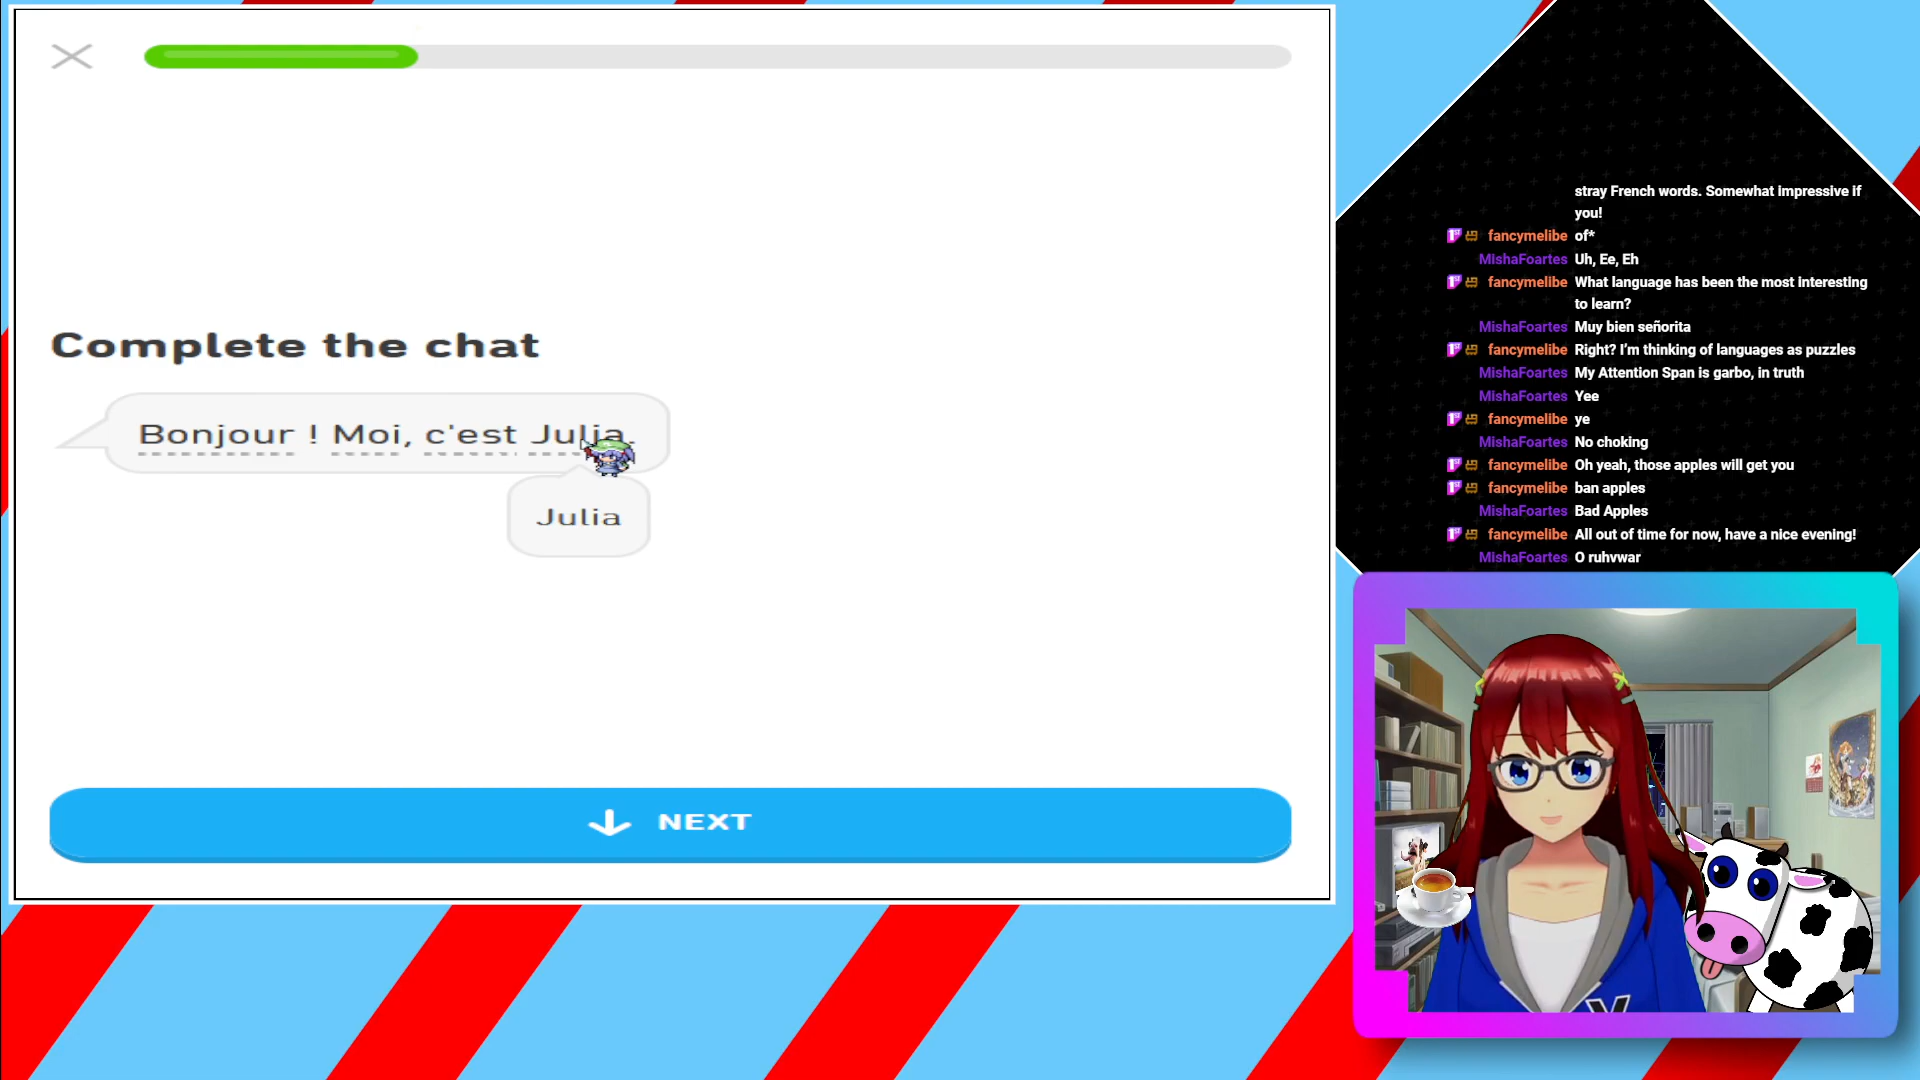 Complete the chat
Bonjour ! Moi, c'est Julia.
Julia
NEXT
stray French words. Somewhat impressive if
you!
fancymelibe of*
MishaFoartes Uh, Ee, Eh
fancymelibe What language has been the most interesting
to learn?
MishaFoartes Muy bien señorita
fancymelibe Right? I'm thinking of languages as puzzles
MishaFoartes My Attention Span is garbo, in truth
MishaFoartes Yee
fancymelibe ye
MishaFoartes No choking
fancymelibe Oh yeah, those apples will get you
fancymelibe ban apples
MishaFoartes Bad Apples
fancymelibe All out of time for now, have a nice evening!
MishaFoartes O ruhvwar